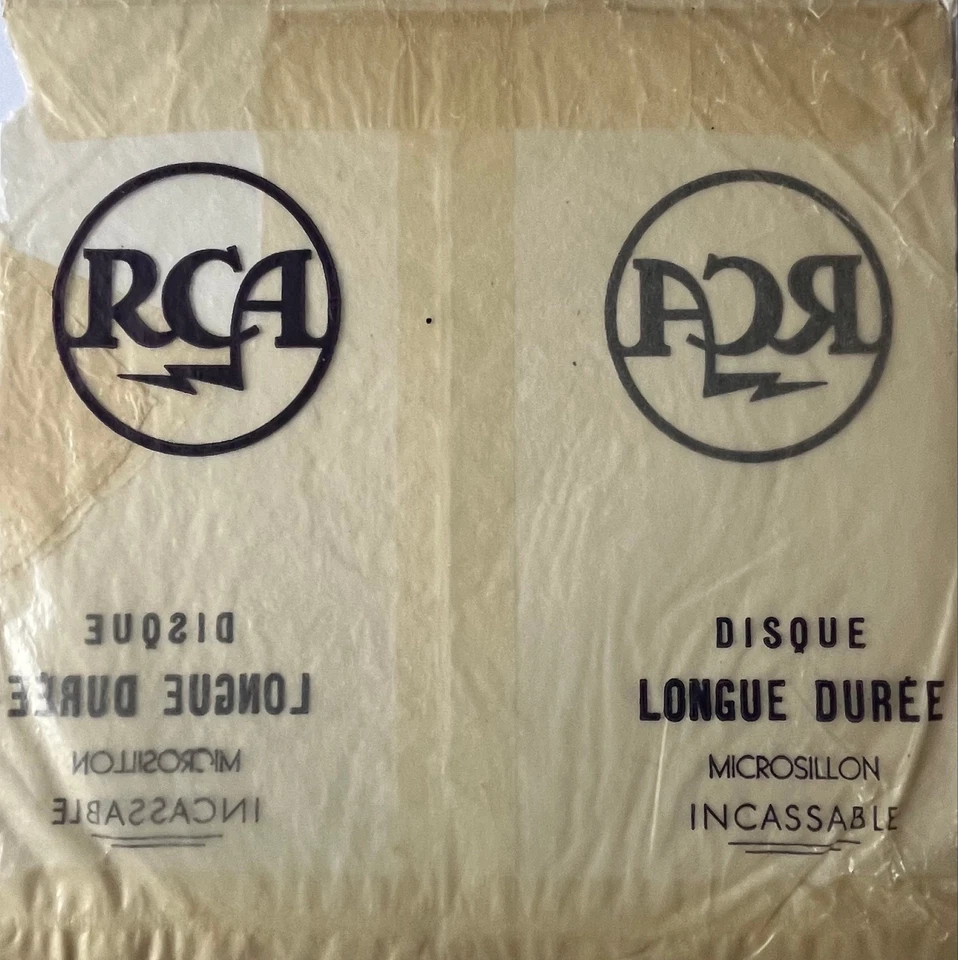 RCA
RCA
DISQUE
LONGUE DURÉE
MICROSILLON
INCASSABLE
DISQUE
LONGUE DURÉE
MICROSILLON
INCASSABLE